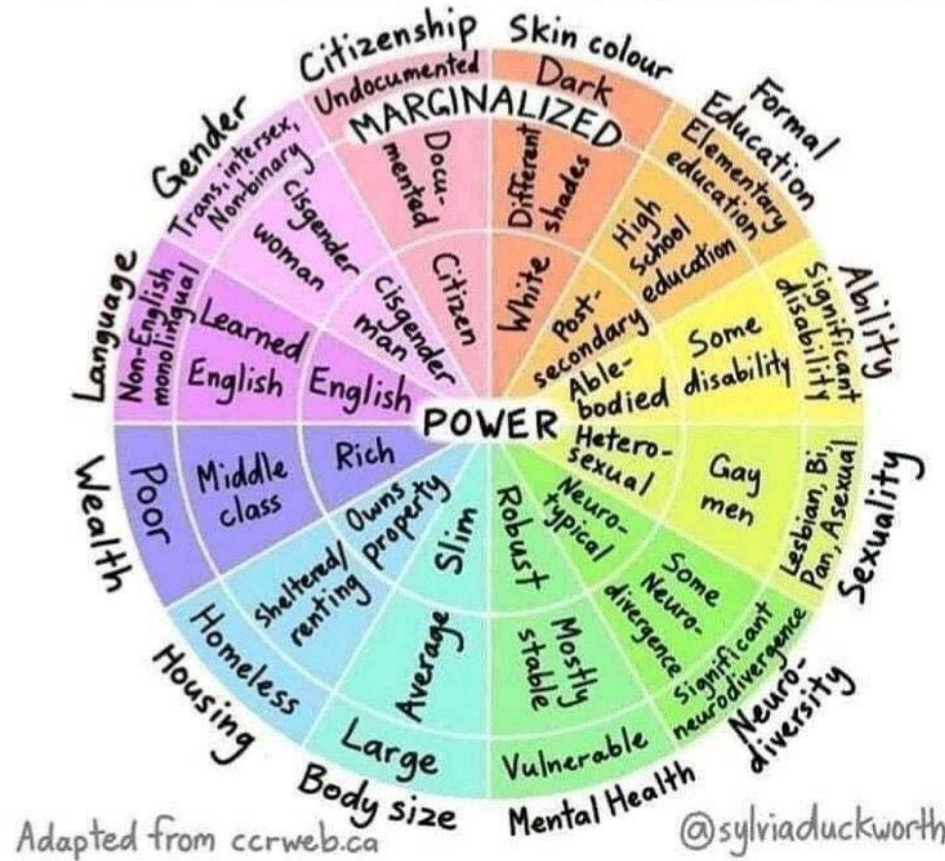 Citizenship
Undocumented
Docu-
mented
Citizen
Skin colour
Dark
Different
shades
White
Formal
Education
Elementary
education
High
School
education
Post-
secondary
Ability
Significant
disability
Some
disability
Able-
bodied
Sexuality
Lesbian, Bi,
Pan, Asexual
Gay
men
Hetero-
sexual
Neuro-
diversity
Significant
neurodivergence
Some
Neuro-
divergence
Neuro-
typical
Mental Health
Vulnerable
Mostly
stable
Robust
Body size
Large
Average
Slim
Housing
Homeless
Sheltered/
renting
Owns
property
Wealth
Poor
Middle
class
Rich
Language
Non-English
monolingual
Learned
English
English
Gender
Trans, intersex,
Nonbinary
Cisgender
woman
cisgender
man
MARGINALIZED
POWER
Adapted from ccrweb.ca
@sylviaduckworth